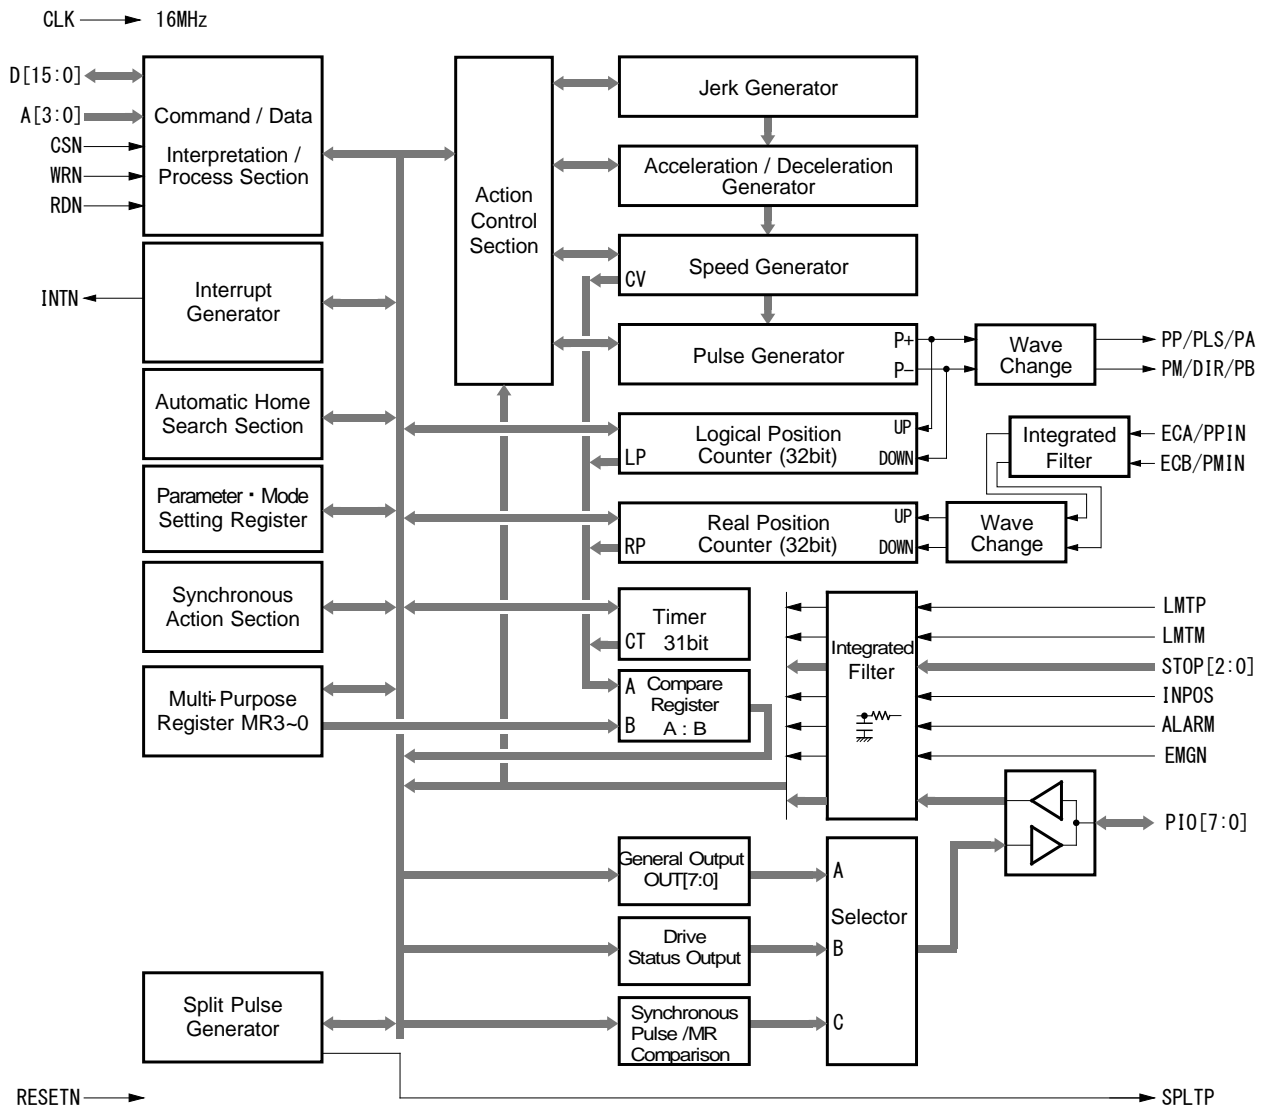 CLK 16MHz
D[15:0]
A[3:0]
CSN
WRN
RDN
Command / Data
Interpretation /
Process Section
INTN
Interrupt
Generator
Automatic Home
Search Section
Parameter・Mode
Setting Register
Synchronous
Action Section
Multi-Purpose
Register MR3~0
Split Pulse
Generator
RESETN
Action
Control
Section
Jerk Generator
Acceleration / Deceleration
Generator
Speed Generator
CV
Pulse Generator
P+
P-
Wave
Change
PP/PLS/PA
PM/DIR/PB
Logical Position
Counter (32bit)
UP
DOWN
LP
Integrated
Filter
ECA/PPIN
ECB/PMIN
Real Position
Counter (32bit)
UP
DOWN
RP
Wave
Change
Timer
31bit
CT
A
B
Compare
Register
A : B
Integrated
Filter
LMTP
LMTM
STOP[2:0]
INPOS
ALARM
EMGN
PIO[7:0]
General Output
OUT[7:0]
Drive
Status Output
Synchronous
Pulse /MR
Comparison
A
Selector
B
C
SPLTP